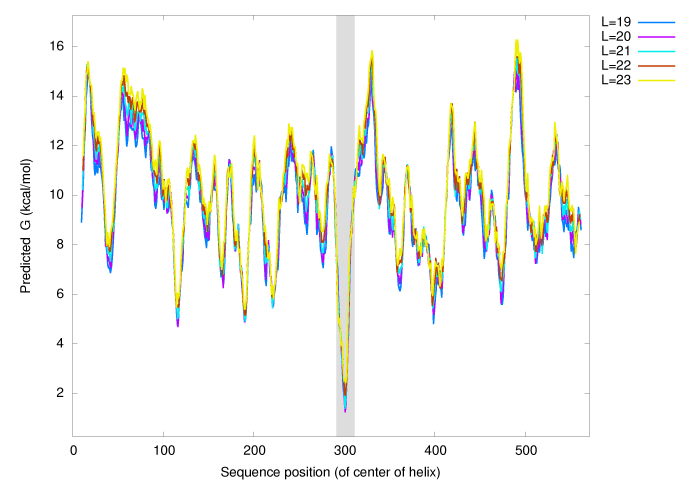 L=19
L=20
L=21
L=22
L=23
16
14
12
10
8
6
4
2
Predicted G (kcal/mol)
0 100 200 300 400 500
Sequence position (of center of helix)